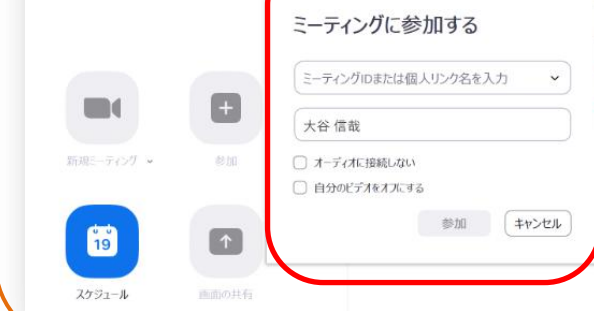 ミーティングに参加する
ミーティングIDまたは個人リンク名を入力
大谷 信哉
オーディオに接続しない
自分のビデオをオフにする
参加 キャンセル
新規ミーティング 参加
19
スケジュール 画面の共有